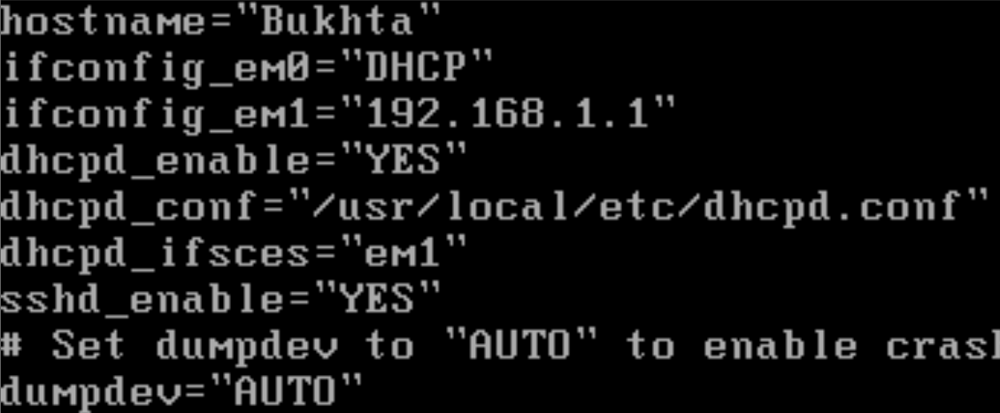 hostname="Bukhta"
ifconfig_em0="DHCP"
ifconfig_em1="192.168.1.1"
dhcpd_enable="YES"
dhcpd_conf="/usr/local/etc/dhcpd.conf"
dhcpd_ifsces="em1"
sshd_enable="YES"
# Set dumpdev to "AUTO" to enable cras
dumpdev="AUTO"